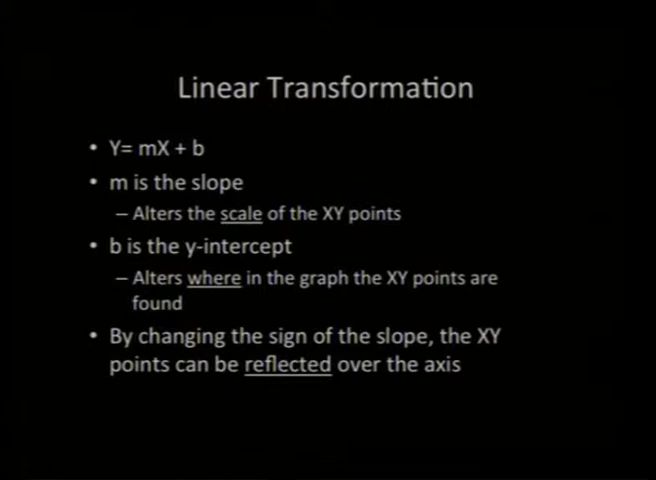 Linear Transformation
• Y= mX + b
• m is the slope
– Alters the scale of the XY points
• b is the y-intercept
– Alters where in the graph the XY points are
found
• By changing the sign of the slope, the XY
points can be reflected over the axis